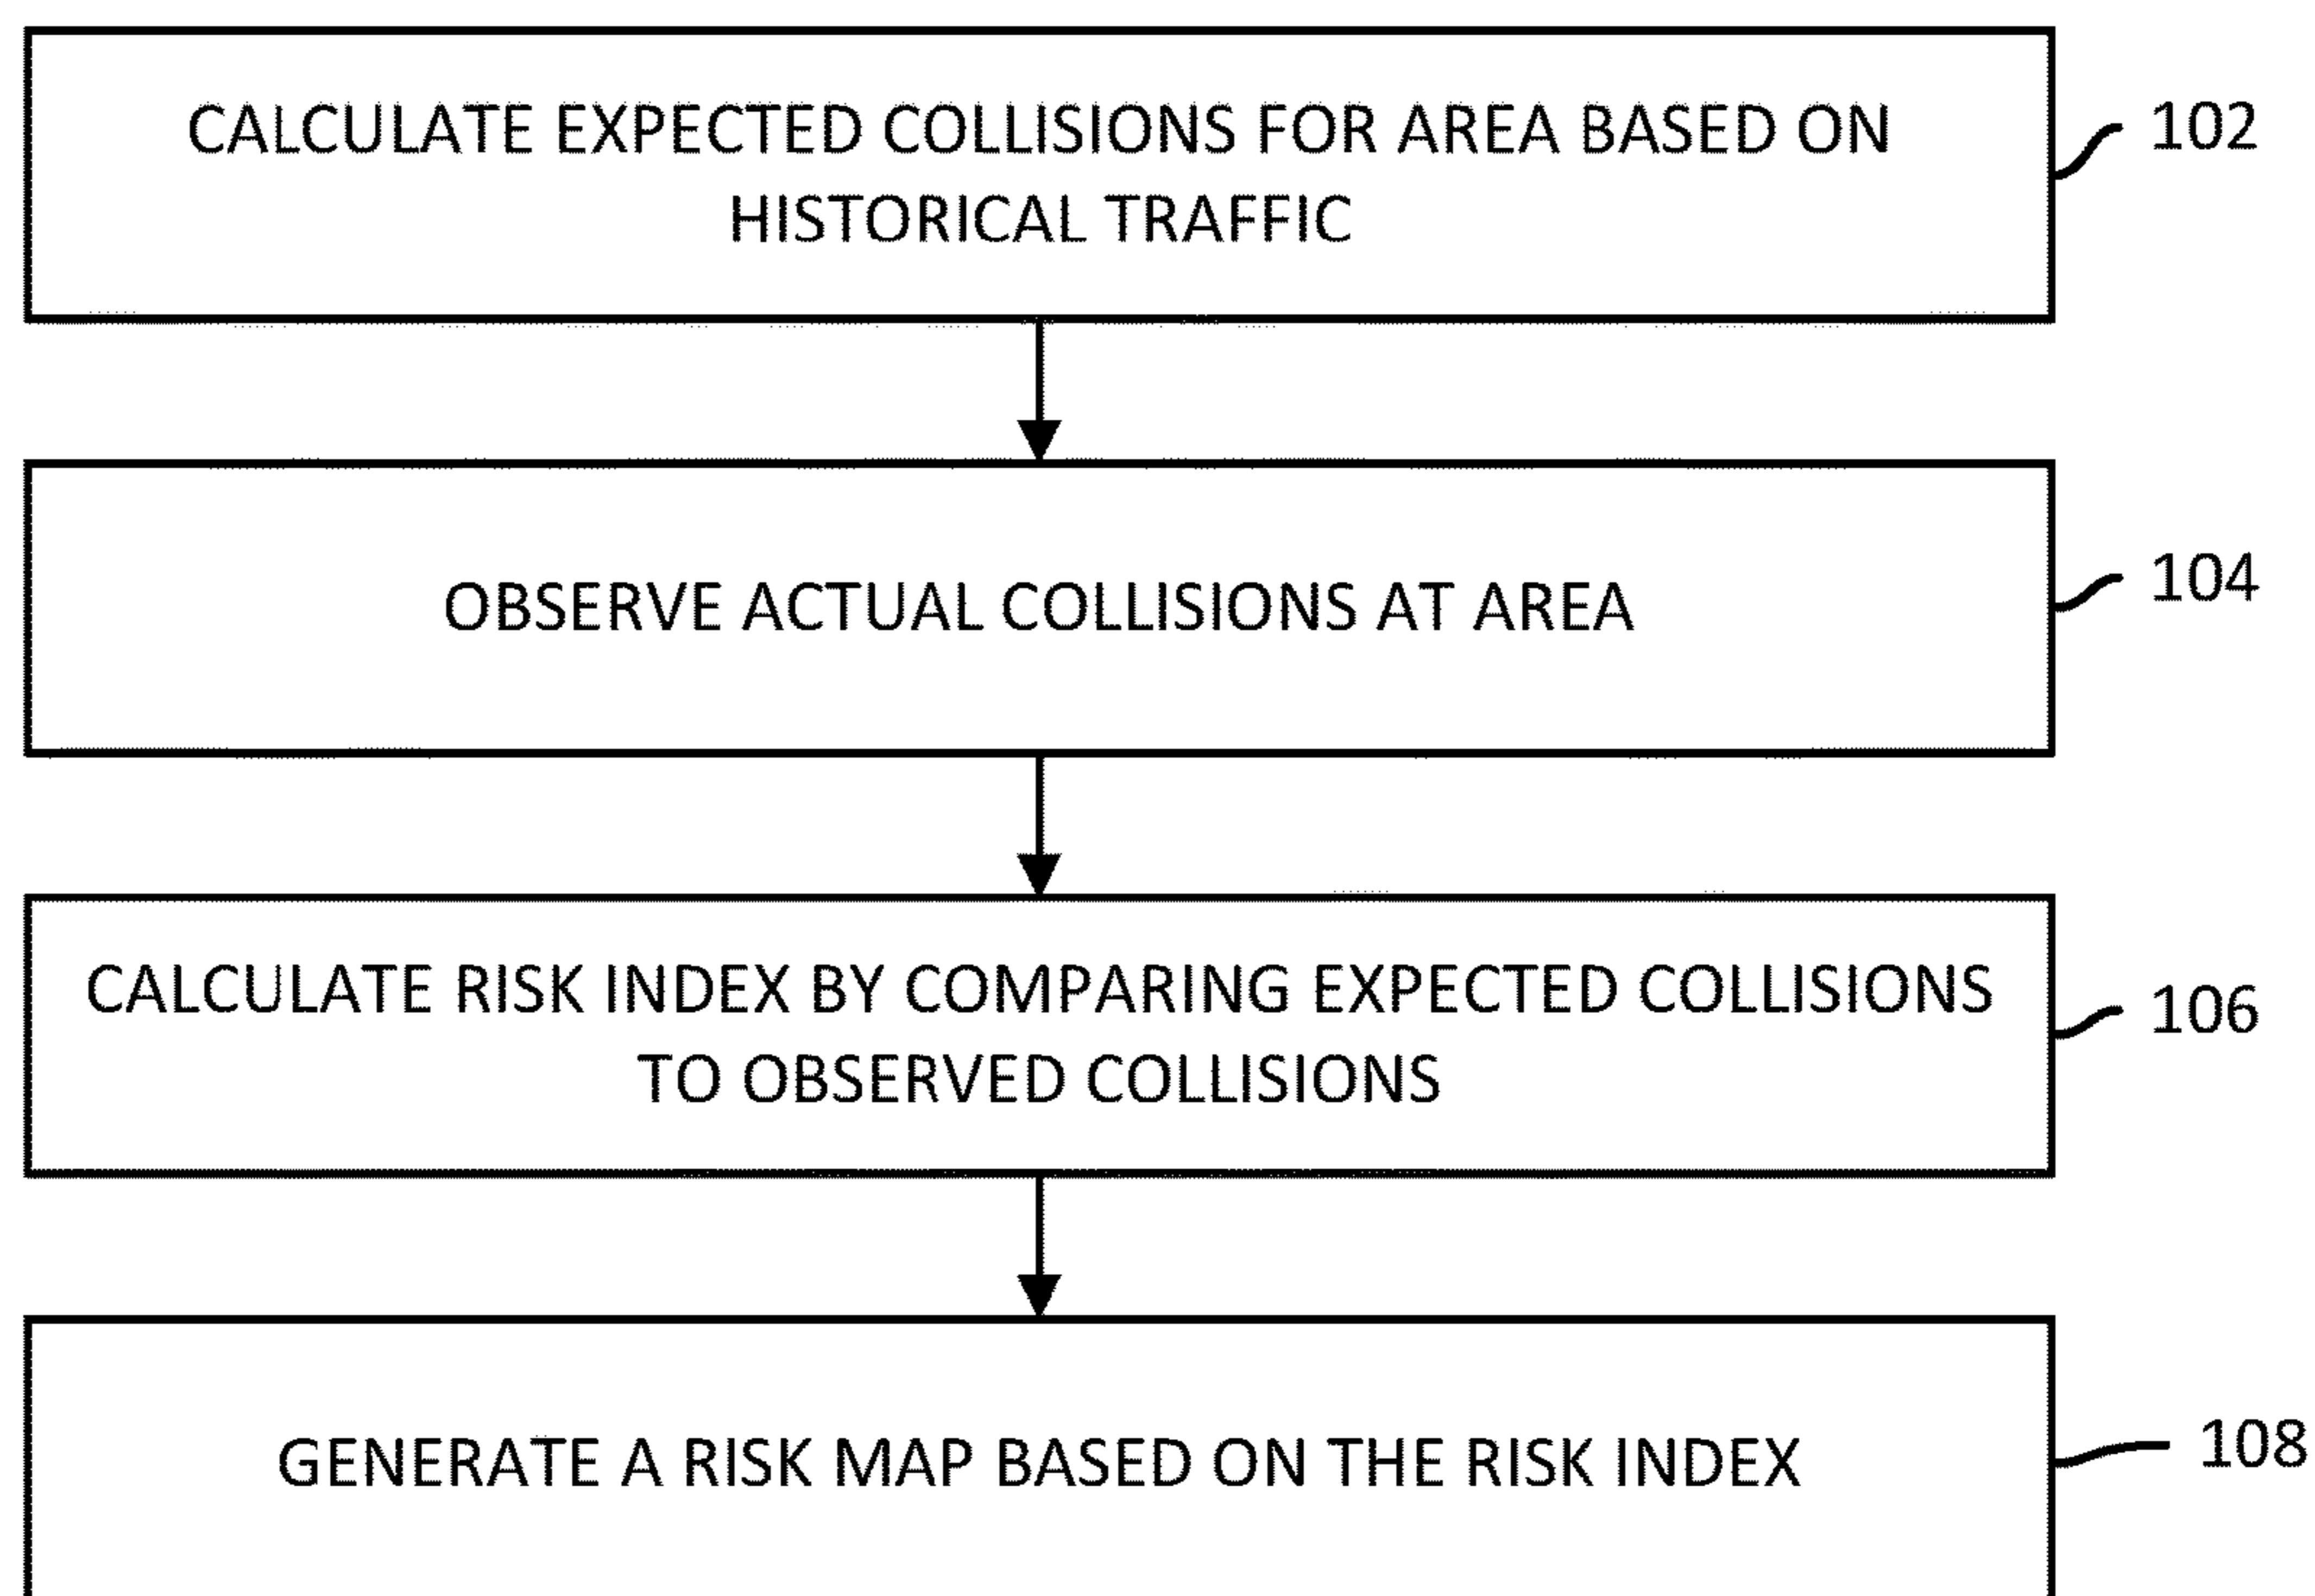 CALCULATE EXPECTED COLLISIONS FOR AREA BASED ON
HISTORICAL TRAFFIC
102
OBSERVE ACTUAL COLLISIONS AT AREA
104
CALCULATE RISK INDEX BY COMPARING EXPECTED COLLISIONS
TO OBSERVED COLLISIONS
106
GENERATE A RISK MAP BASED ON THE RISK INDEX
108